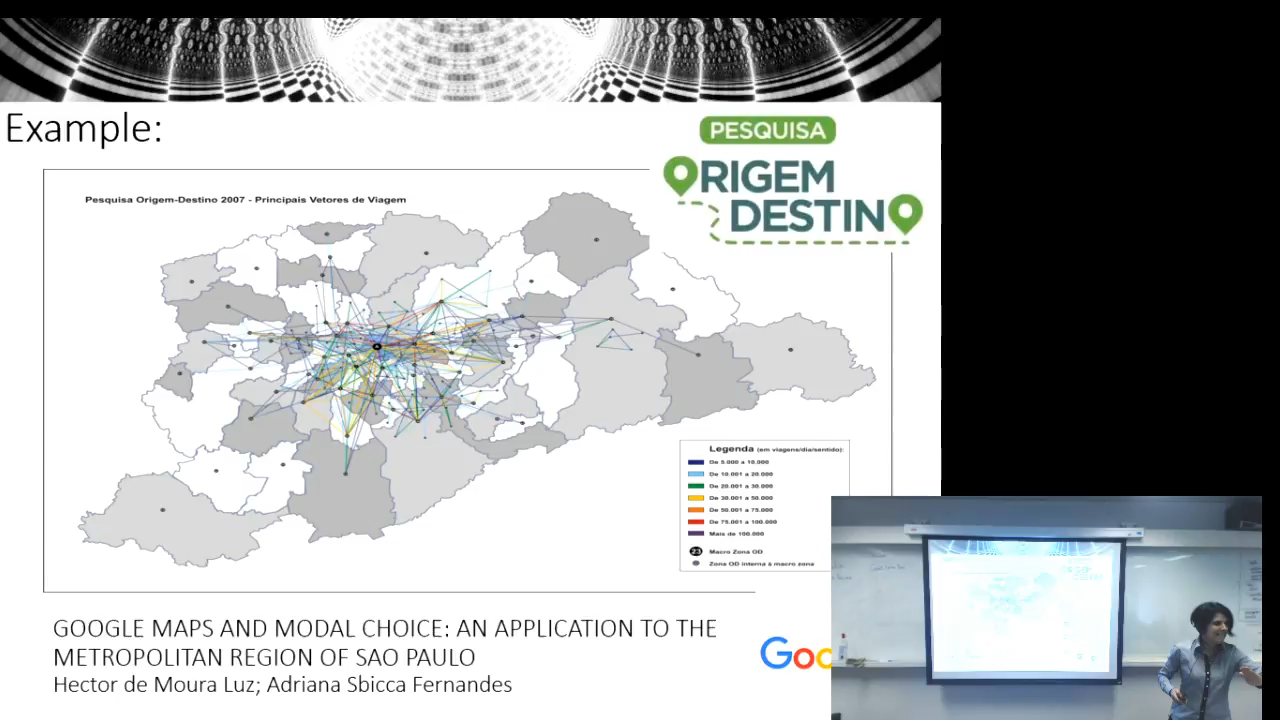 Example:
PESQUISA
ORIGEM
DESTINO
Pesquisa Origem-Destino 2007 - Principais Vetores de Viagem
Legenda (em viagens/dia/sentido):
De 5.000 a 10.000
De 10.001 a 20.000
De 20.001 a 30.000
De 30.001 a 50.000
De 50.001 a 75.000
De 75.001 a 100.000
Mais de 100.000
23 Macro Zona OD
Zona OD interna à macro zona
GOOGLE MAPS AND MODAL CHOICE: AN APPLICATION TO THE
METROPOLITAN REGION OF SAO PAULO
Hector de Moura Luz; Adriana Sbicca Fernandes
Goo